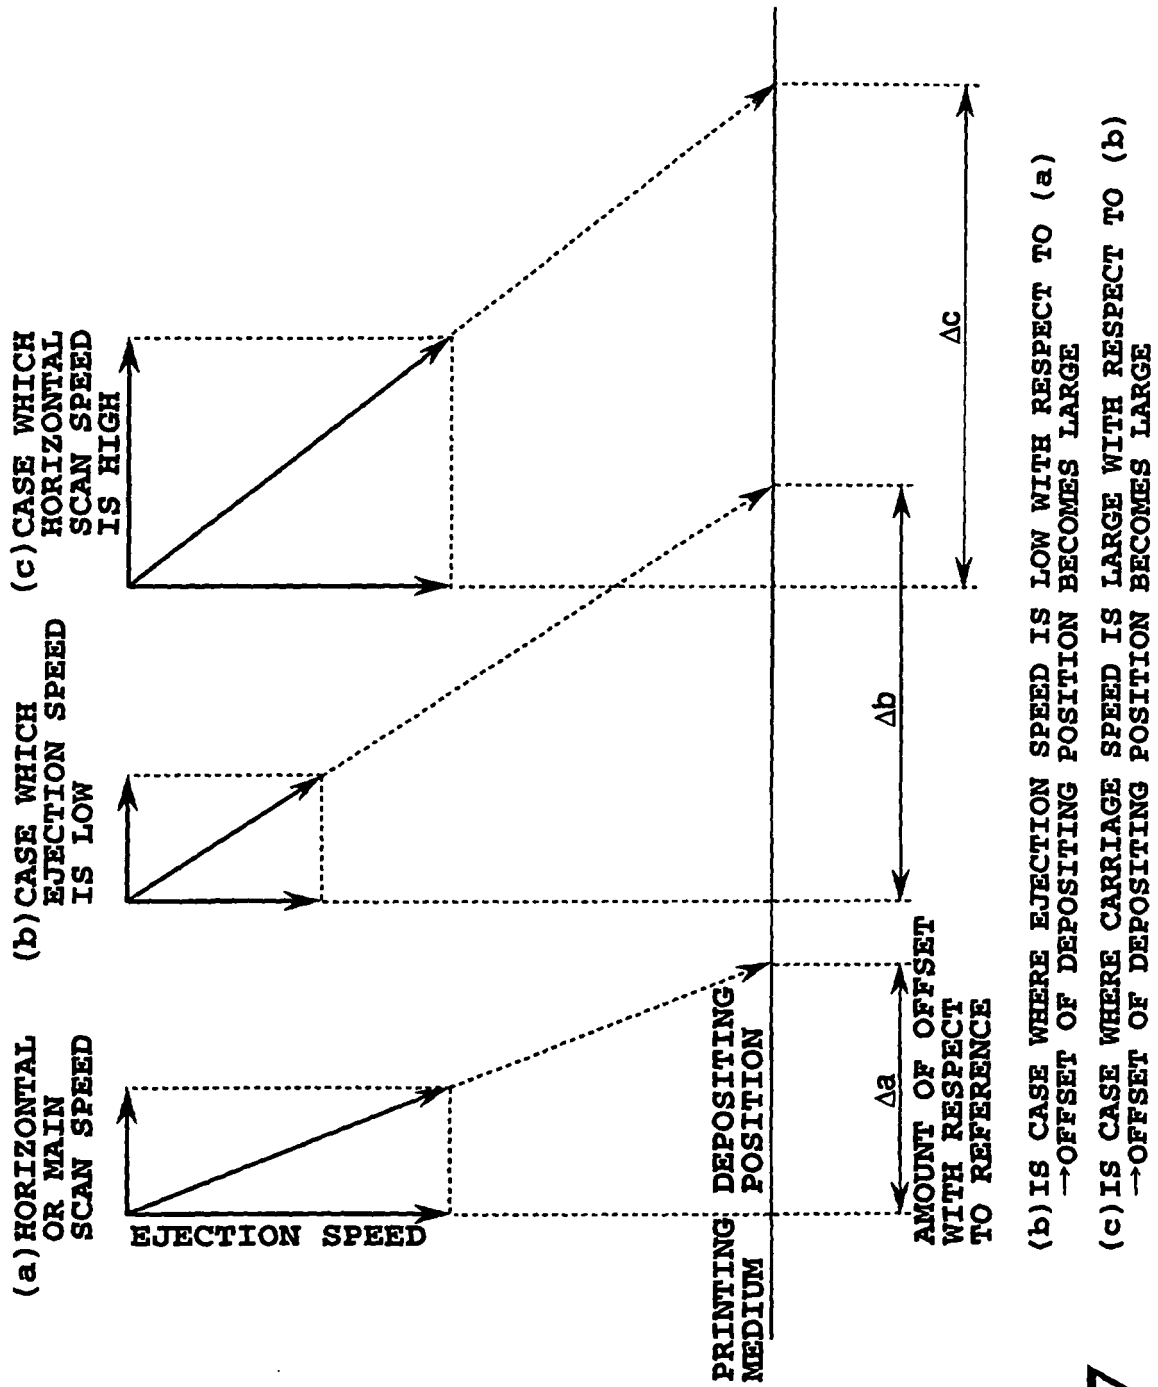 (a)HORIZONTAL
OR MAIN
SCAN SPEED
EJECTION SPEED
(b)CASE WHICH
EJECTION SPEED
IS LOW
(c)CASE WHICH
HORIZONTAL
SCAN SPEED
IS HIGH
PRINTING DEPOSITING
MEDIUM POSITION
Δa
Δb
Δc
AMOUNT OF OFFSET
WITH RESPECT
TO REFERENCE
(b)IS CASE WHERE EJECTION SPEED IS LOW WITH RESPECT TO (a)
→OFFSET OF DEPOSITING POSITION BECOMES LARGE
(c)IS CASE WHERE CARRIAGE SPEED IS LARGE WITH RESPECT TO (b)
→OFFSET OF DEPOSITING POSITION BECOMES LARGE
7